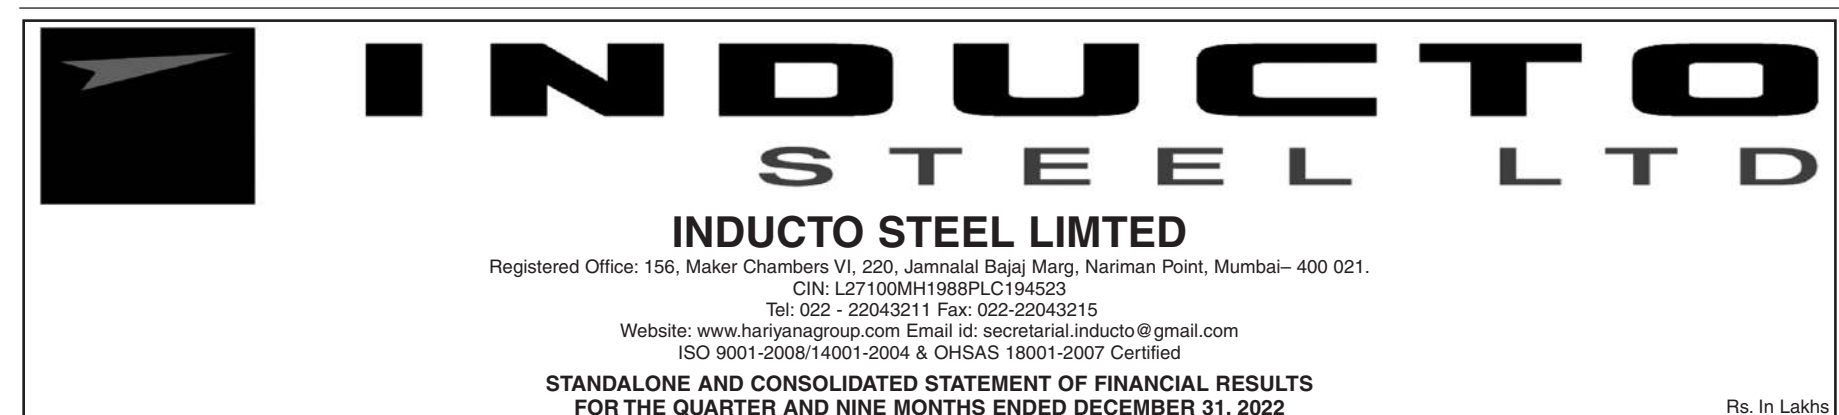 INDUCTO
STEEL LTD
INDUCTO STEEL LIMTED
Registered Office: 156, Maker Chambers VI, 220, Jamnalal Bajaj Marg, Nariman Point, Mumbai– 400 021.
CIN: L27100MH1988PLC194523
Tel: 022 - 22043211 Fax: 022-22043215
Website: www.hariyanagroup.com Email id: secretarial.inducto@gmail.com
ISO 9001-2008/14001-2004 & OHSAS 18001-2007 Certified
STANDALONE AND CONSOLIDATED STATEMENT OF FINANCIAL RESULTS
FOR THE QUARTER AND NINE MONTHS ENDED DECEMBER 31, 2022 Rs. In Lakhs